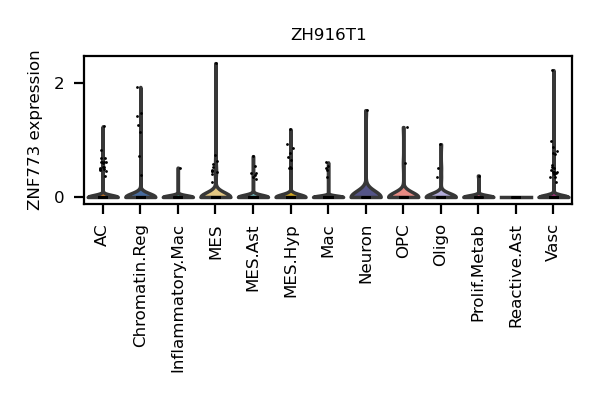 ZH916T1
ZNF773 expression
2
0
AC
Chromatin.Reg
Inflammatory.Mac
MES
MES.Ast
MES.Hyp
Mac
Neuron
OPC
Oligo
Prolif.Metab
Reactive.Ast
Vasc